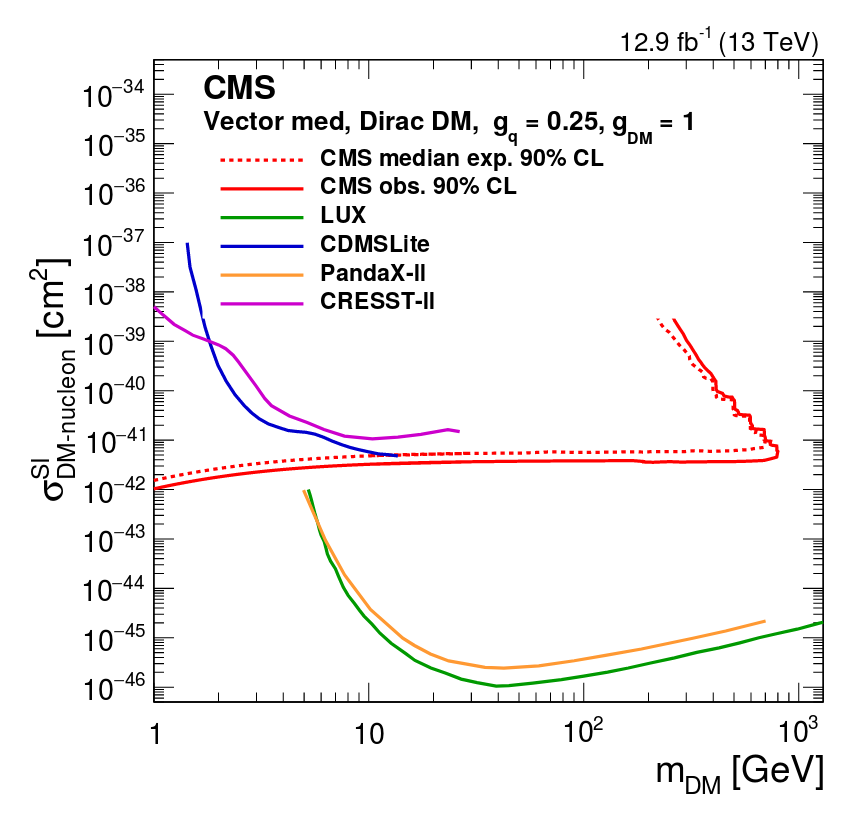 12.9 fb⁻¹ (13 TeV)
CMS
Vector med, Dirac DM, g_q = 0.25, g_DM = 1
CMS median exp. 90% CL
CMS obs. 90% CL
LUX
CDMSLite
PandaX-II
CRESST-II
σ^SI_DM-nucleon [cm²]
10⁻³⁴
10⁻³⁵
10⁻³⁶
10⁻³⁷
10⁻³⁸
10⁻³⁹
10⁻⁴⁰
10⁻⁴¹
10⁻⁴²
10⁻⁴³
10⁻⁴⁴
10⁻⁴⁵
10⁻⁴⁶
1 10 10² 10³
m_DM [GeV]